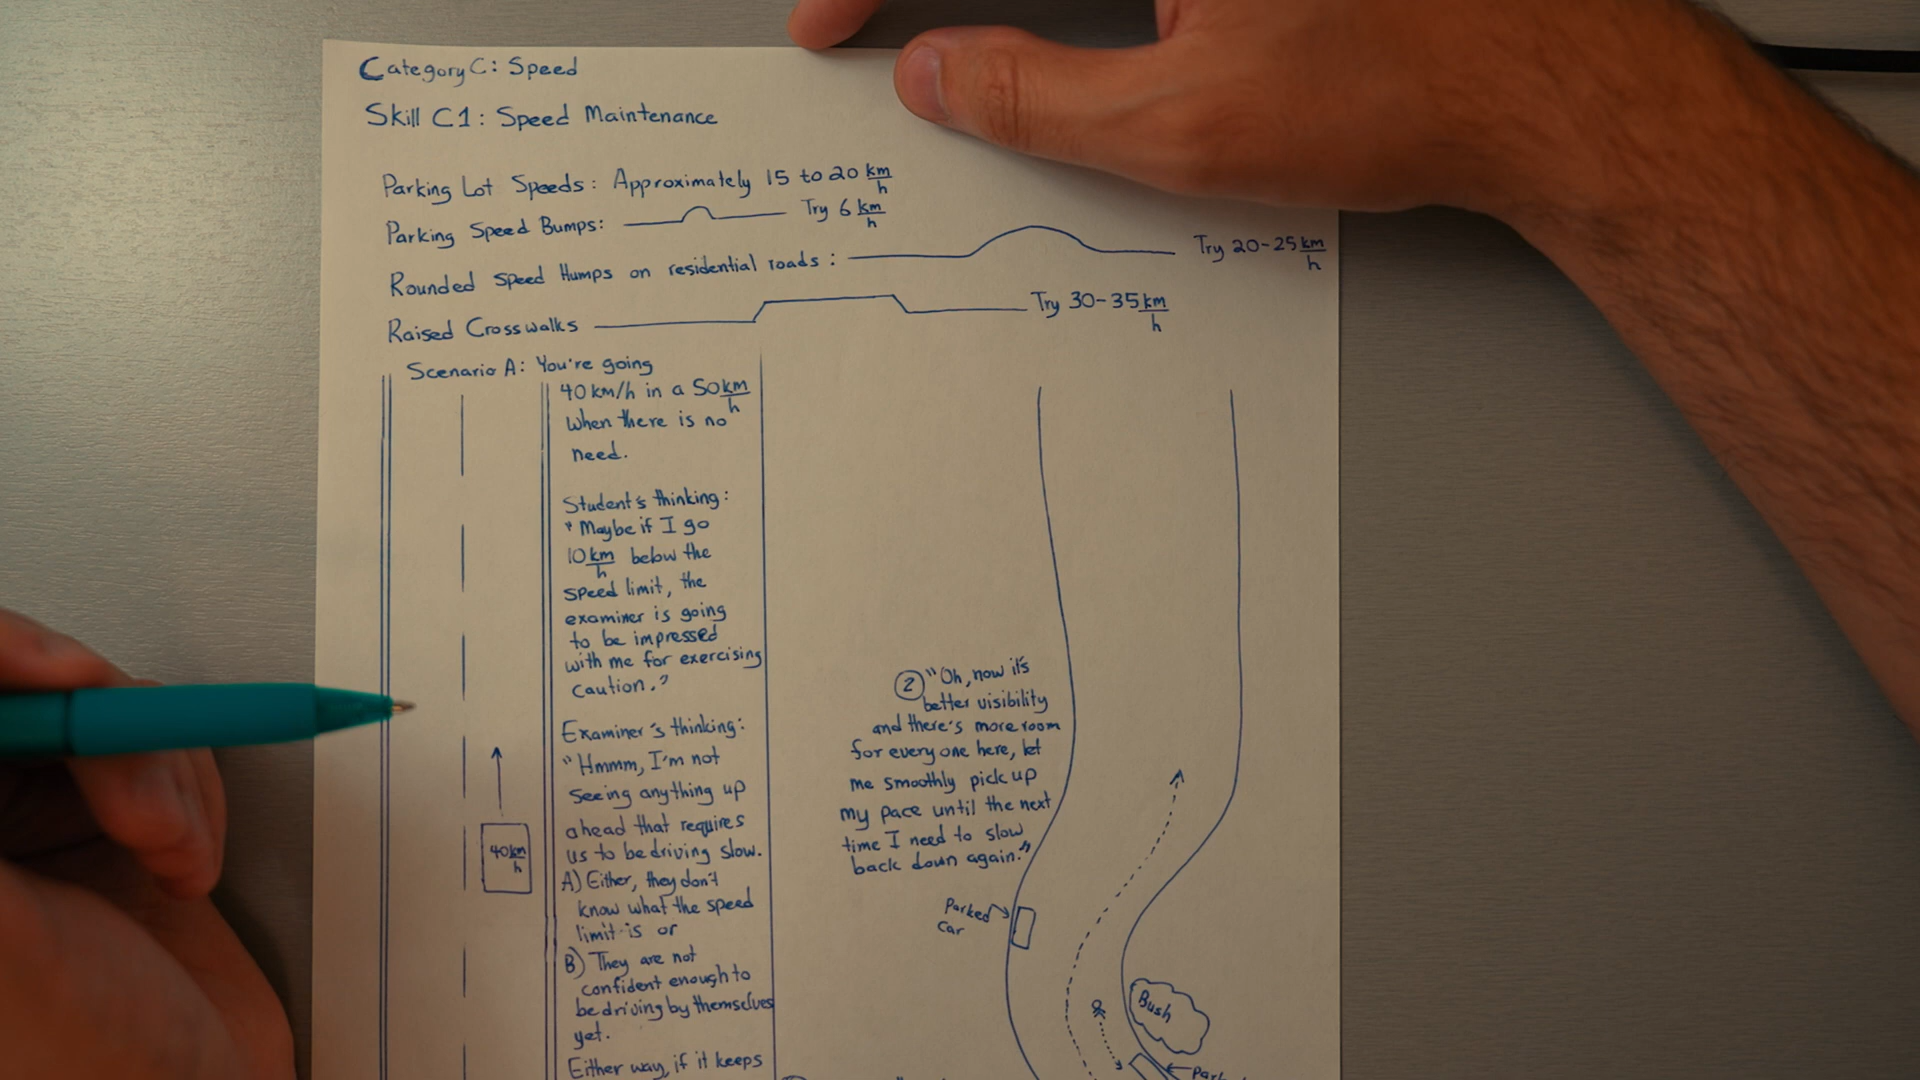 Category C: Speed
Skill C1: Speed Maintenance
Parking Lot Speeds: Approximately 15 to 20 km/h
Parking Speed Bumps: Try 6 km/h
Rounded Speed Humps on residential roads: Try 20-25 km/h
Raised Crosswalks Try 30-35 km/h
Scenario A: You're going
40 km/h in a 50 km/h
when there is no
need.
Student's thinking:
"Maybe if I go
10 km/h below the
speed limit, the
examiner is going
to be impressed
with me for exercising
caution."
Examiner's thinking:
"Hmmm, I'm not
seeing anything up
ahead that requires
us to be driving slow.
A) Either, they don't
know what the speed
limit is or
B) They are not
confident enough to
be driving by themselves
yet.
Either way, if it keeps
40 km/h
2 "Oh, now it's
better visibility
and there's more room
for everyone here, let
me smoothly pick up
my pace until the next
time I need to slow
back down again."
Parked
car
Bush